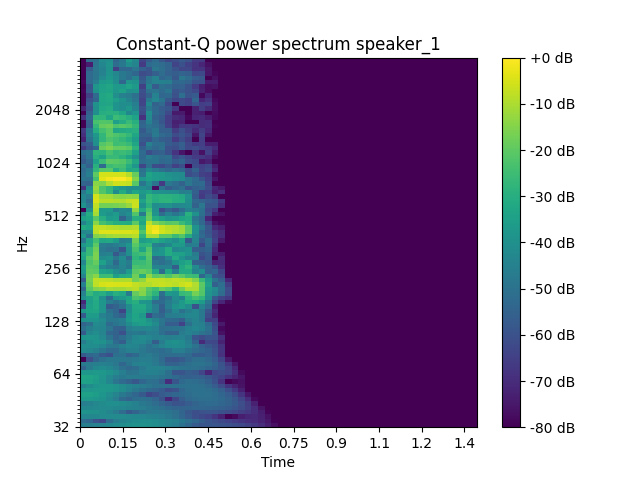 Constant-Q power spectrum speaker_1
Hz
2048
1024
512
256
128
64
32
0 0.15 0.3 0.45 0.6 0.75 0.9 1.1 1.2 1.4
Time
+0 dB
-10 dB
-20 dB
-30 dB
-40 dB
-50 dB
-60 dB
-70 dB
-80 dB